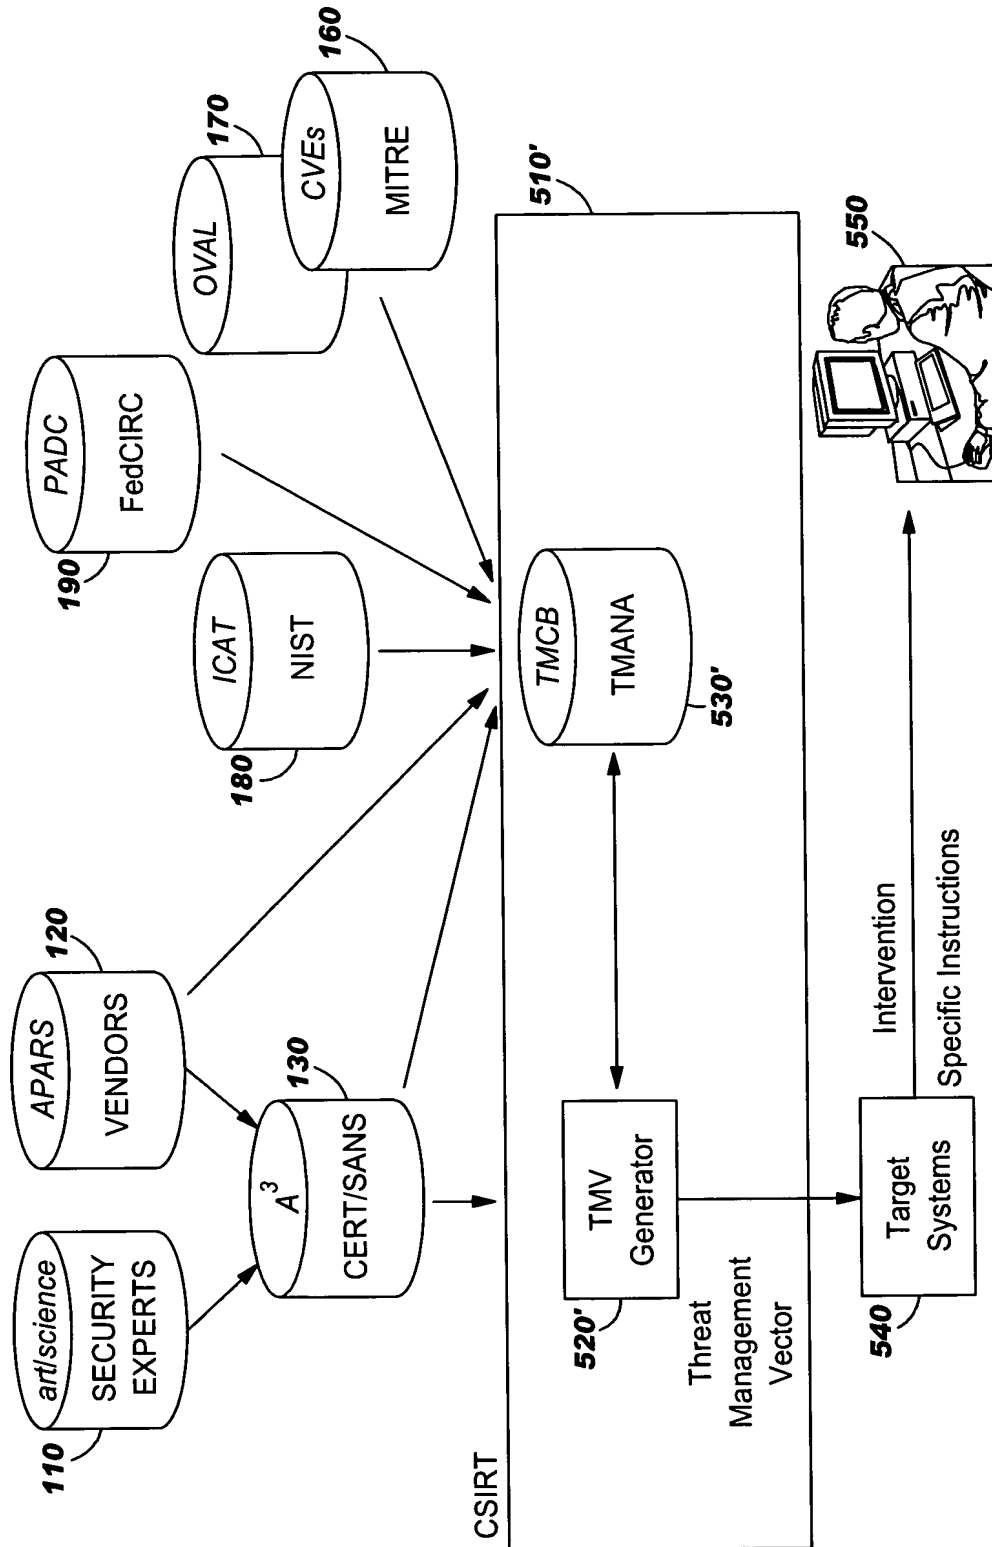 art/science
SECURITY
EXPERTS
110
APARS
VENDORS
120
A³
CERT/SANS
130
ICAT
NIST
180
PADC
FedCIRC
190
OVAL
170
CVEs
MITRE
160
CSIRT
510'
TMV
Generator
520'
TMCB
TMANA
530'
Threat
Management
Vector
Target
Systems
540
Intervention
Specific Instructions
550